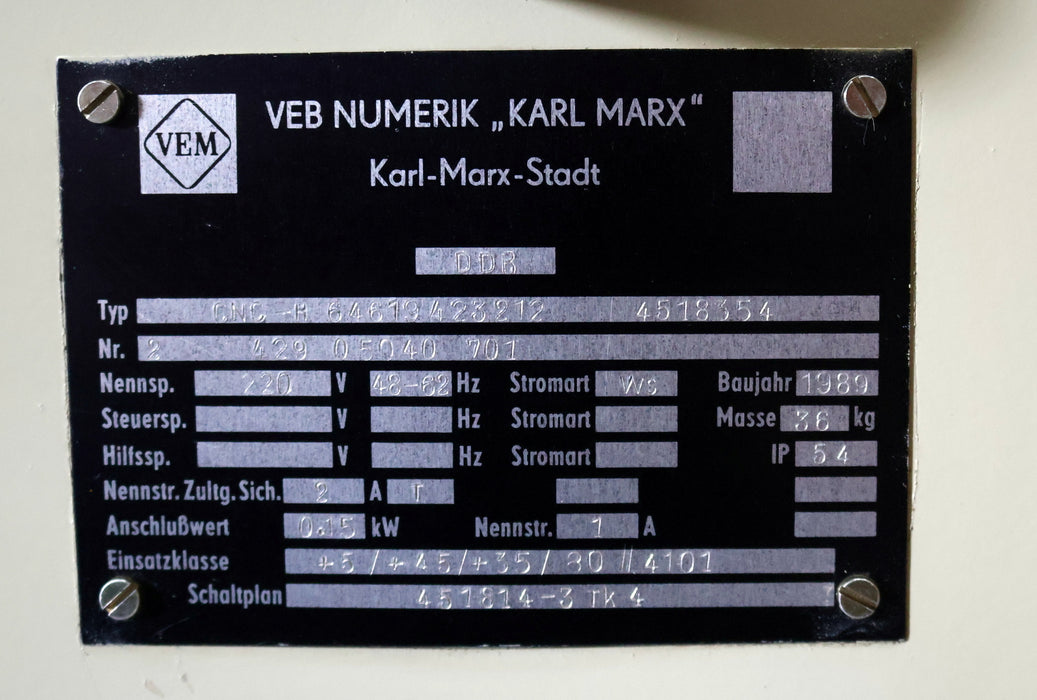 VEM
VEB NUMERIK „KARL MARX“
Karl-Marx-Stadt
DDR
Typ CNC-H 64619423212 4518354
Nr. 2 429 05040 701
Nennsp. 220 V 48-62 Hz Stromart Ws Baujahr 1989
Steuersp. V Hz Stromart Masse 36 kg
Hilfssp. V Hz Stromart IP 54
Nennstr. Zultg. Sich. 2 A T
Anschlußwert 0.15 kW Nennstr. 1 A
Einsatzklasse +5/+45/+35/80//4101
Schaltplan 451814-3 Tk 4